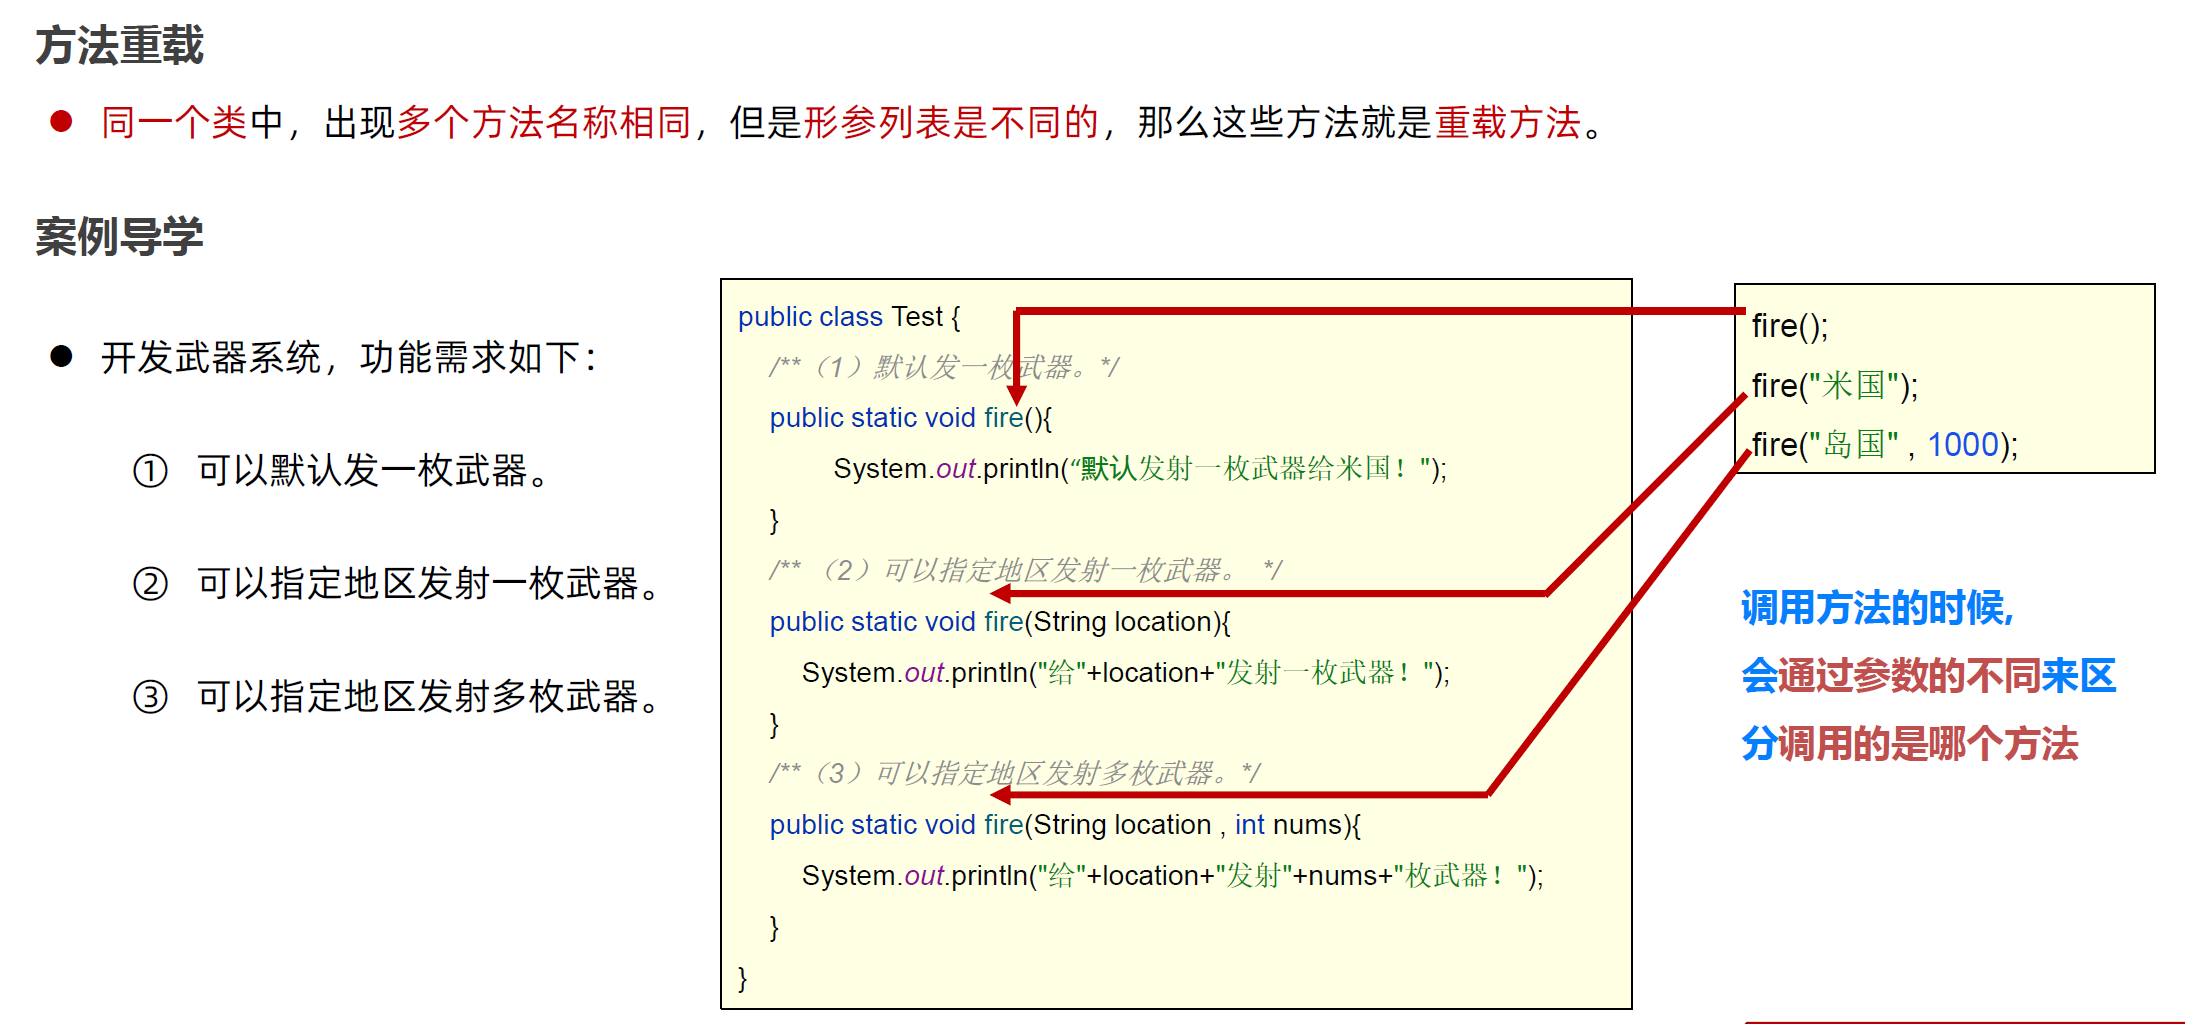 方法重载
● 同一个类中，出现多个方法名称相同，但是形参列表是不同的，那么这些方法就是重载方法。
案例导学
● 开发武器系统，功能需求如下：
① 可以默认发一枚武器。
② 可以指定地区发射一枚武器。
③ 可以指定地区发射多枚武器。
public class Test {
/**（1）默认发一枚武器。*/
public static void fire(){
System.out.println(“默认发射一枚武器给米国！");
}
/** （2）可以指定地区发射一枚武器。 */
public static void fire(String location){
System.out.println("给"+location+"发射一枚武器！");
}
/**（3）可以指定地区发射多枚武器。*/
public static void fire(String location , int nums){
System.out.println("给"+location+"发射"+nums+"枚武器！");
}
}
fire();
fire("米国");
fire("岛国" , 1000);
调用方法的时候,
会通过参数的不同来区
分调用的是哪个方法